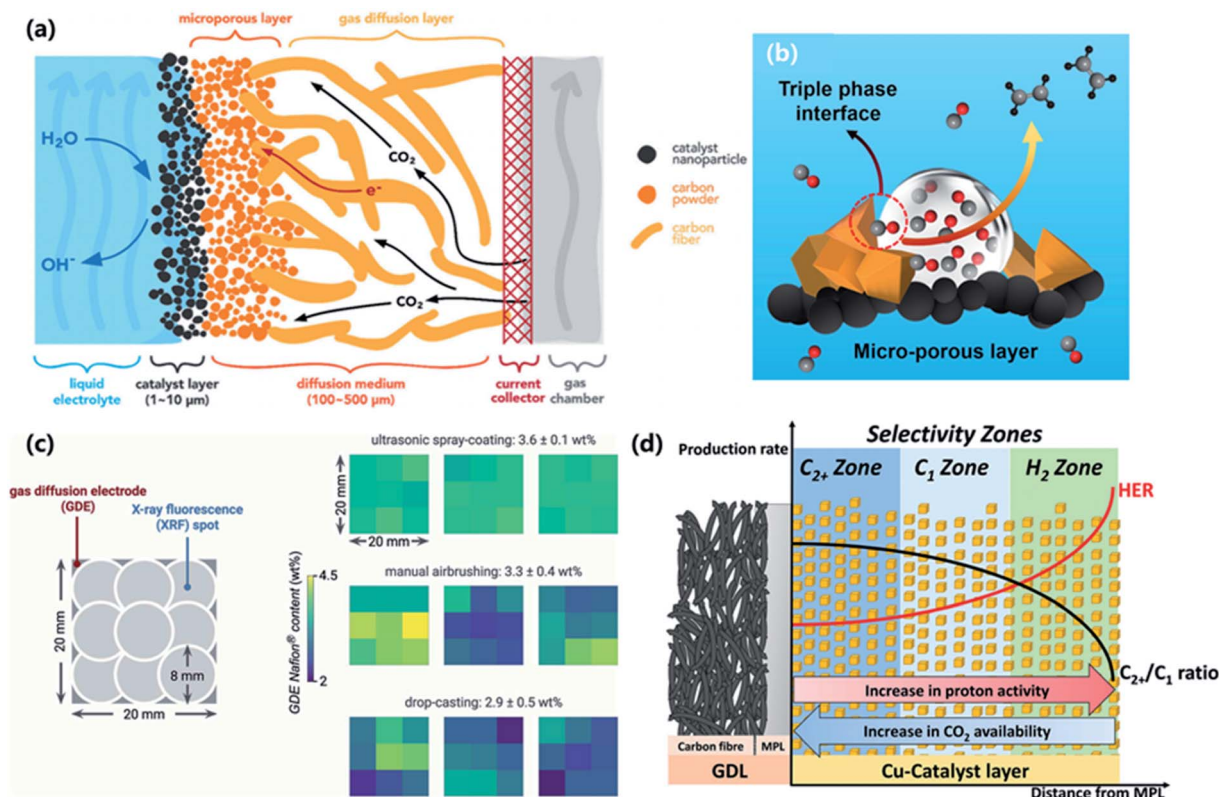 (a)
microporous layer
gas diffusion layer
H₂O
OH⁻
CO₂
e⁻
CO₂
catalyst
nanoparticle
carbon
powder
carbon
fiber
liquid
electrolyte
catalyst layer
(1~10 μm)
diffusion medium
(100~500 μm)
current
collector
gas
chamber
(b)
Triple phase
interface
Micro-porous layer
(c)
gas diffusion electrode
(GDE)
X-ray fluorescence
(XRF) spot
20 mm
8 mm
20 mm
ultrasonic spray-coating: 3.6 ± 0.1 wt%
20 mm
20 mm
GDE Nafion® content (wt%)
4.5
2
manual airbrushing: 3.3 ± 0.4 wt%
drop-casting: 2.9 ± 0.5 wt%
(d)
Production rate
Selectivity Zones
C₂₊ Zone
C₁ Zone
H₂ Zone
HER
C₂₊/C₁ ratio
Increase in proton activity
Increase in CO₂ availability
Carbon fibre
MPL
GDL
Cu-Catalyst layer
Distance from MPL